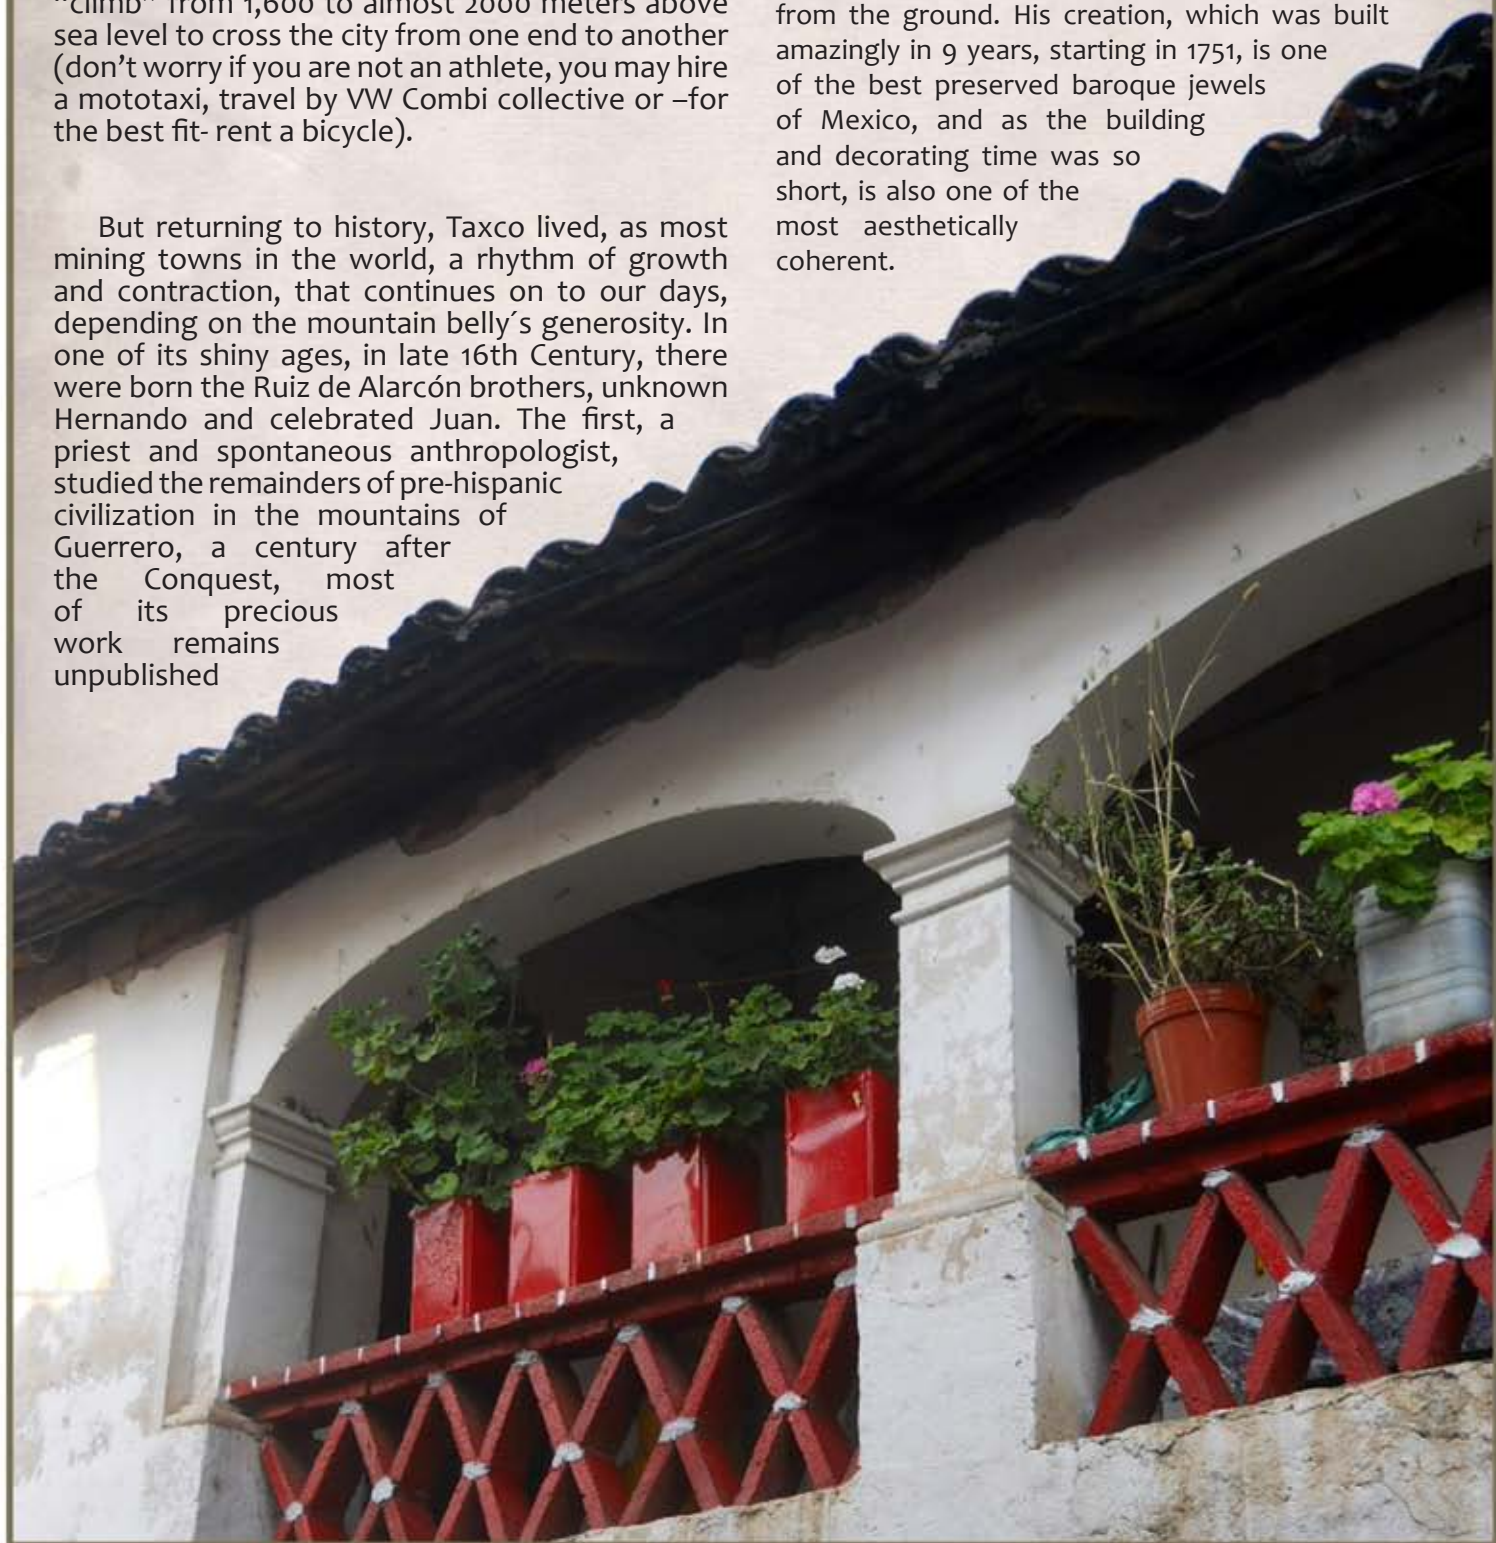 "climb" from 1,600 to almost 2000 meters above
sea level to cross the city from one end to another
(don't worry if you are not an athlete, you may hire
a mototaxi, travel by VW Combi collective or –for
the best fit- rent a bicycle).
But returning to history, Taxco lived, as most
mining towns in the world, a rhythm of growth
and contraction, that continues on to our days,
depending on the mountain belly´s generosity. In
one of its shiny ages, in late 16th Century, there
were born the Ruiz de Alarcón brothers, unknown
Hernando and celebrated Juan. The first, a
priest and spontaneous anthropologist,
studied the remainders of pre-hispanic
civilization in the mountains of
Guerrero, a century after
the Conquest, most
of its precious
work remains
unpublished
from the ground. His creation, which was built
amazingly in 9 years, starting in 1751, is one
of the best preserved baroque jewels
of Mexico, and as the building
and decorating time was so
short, is also one of the
most aesthetically
coherent.